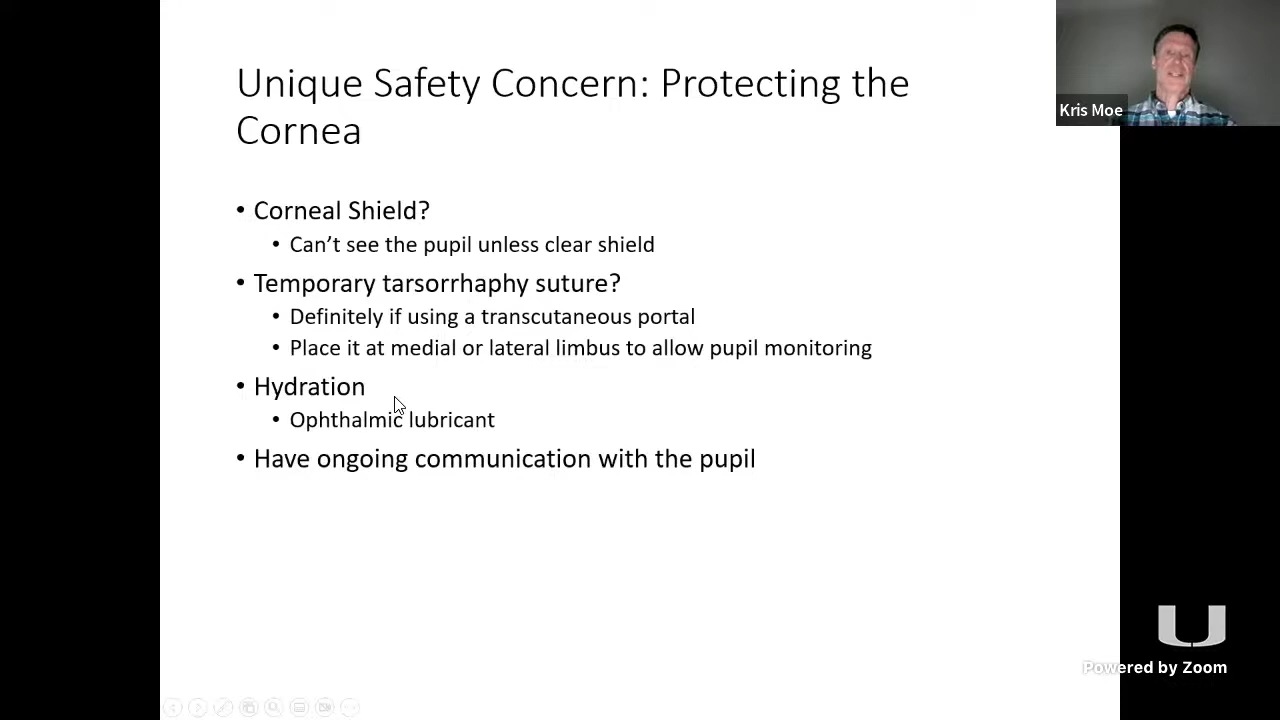 Unique Safety Concern: Protecting the
Cornea
• Corneal Shield?
• Can't see the pupil unless clear shield
• Temporary tarsorrhaphy suture?
• Definitely if using a transcutaneous portal
• Place it at medial or lateral limbus to allow pupil monitoring
• Hydration
• Ophthalmic lubricant
• Have ongoing communication with the pupil
Kris Moe
U
Powered by Zoom